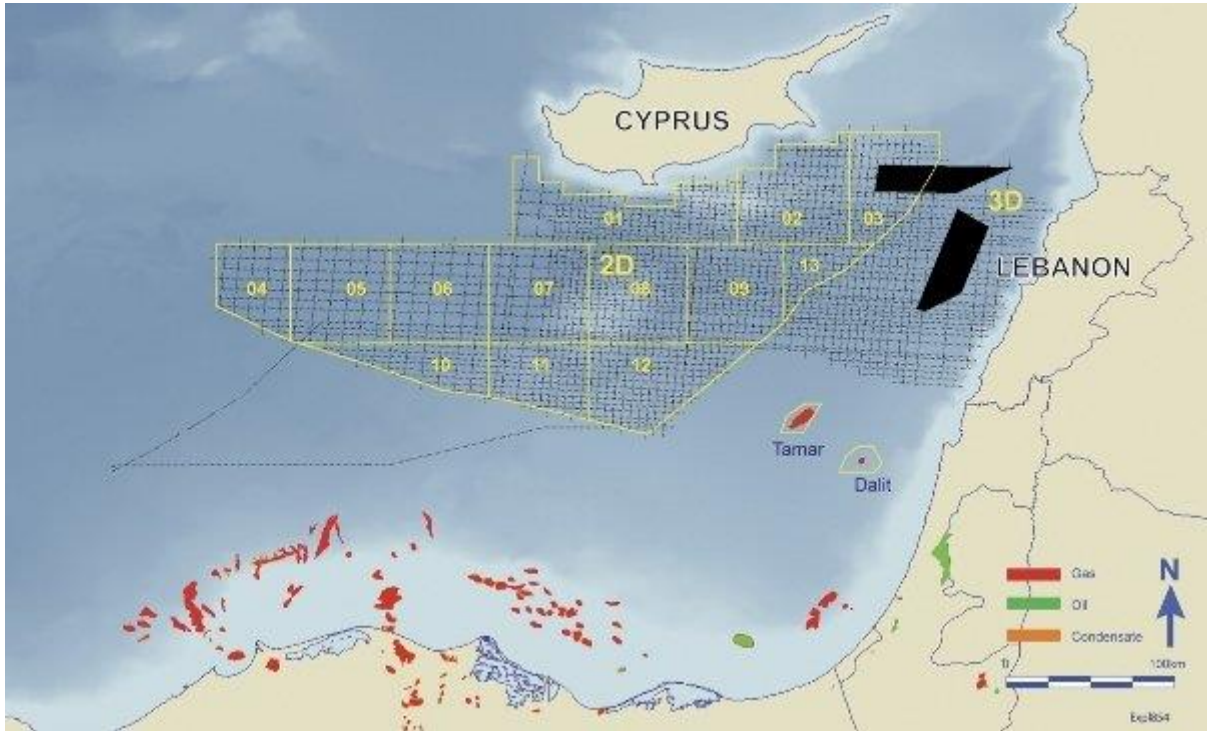 CYPRUS
3D
01
02
03
LEBANON
2D
13
04
05
06
07
08
09
10
11
12
Tamar
Dalit
Gas
Oil
Condensate
N
0
100km
Expl854